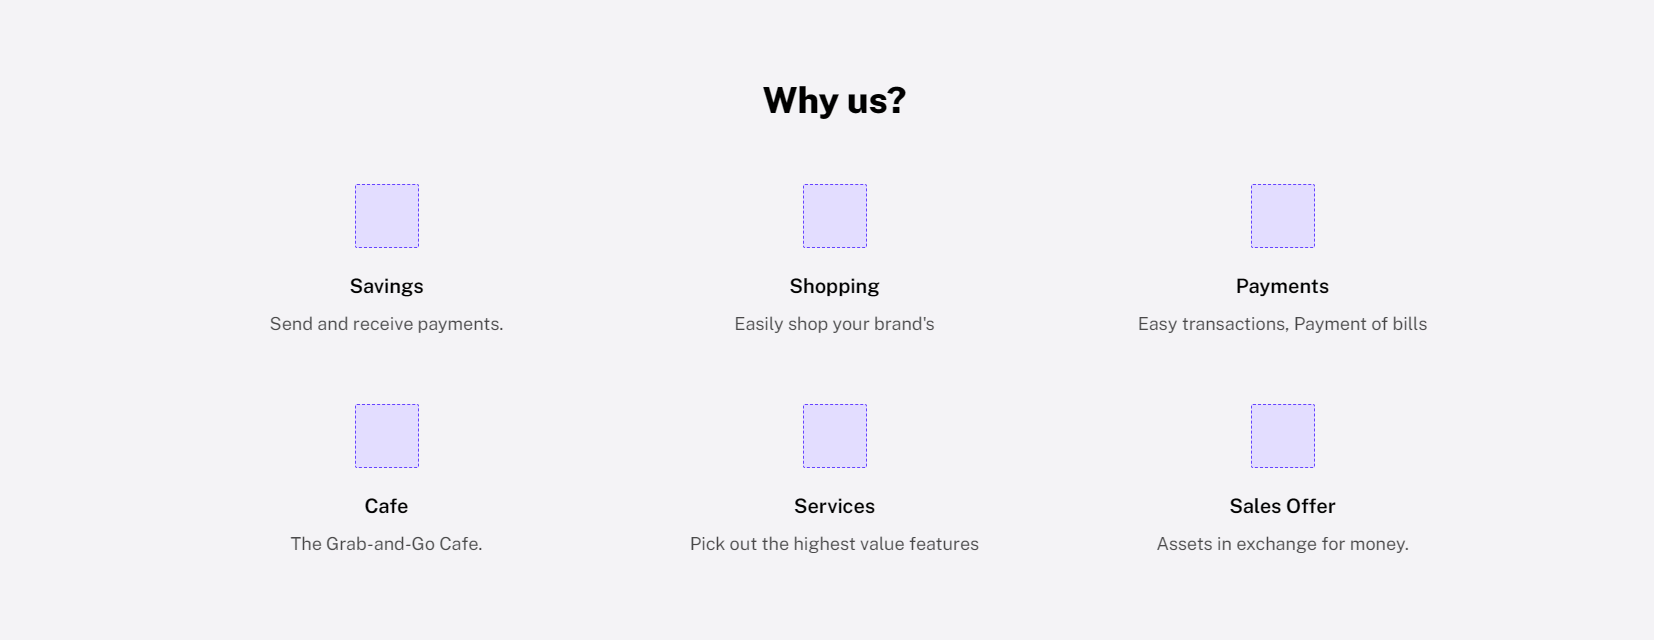 Why us?
Savings
Send and receive payments.
Shopping
Easily shop your brand's
Payments
Easy transactions, Payment of bills
Cafe
The Grab-and-Go Cafe.
Services
Pick out the highest value features
Sales Offer
Assets in exchange for money.